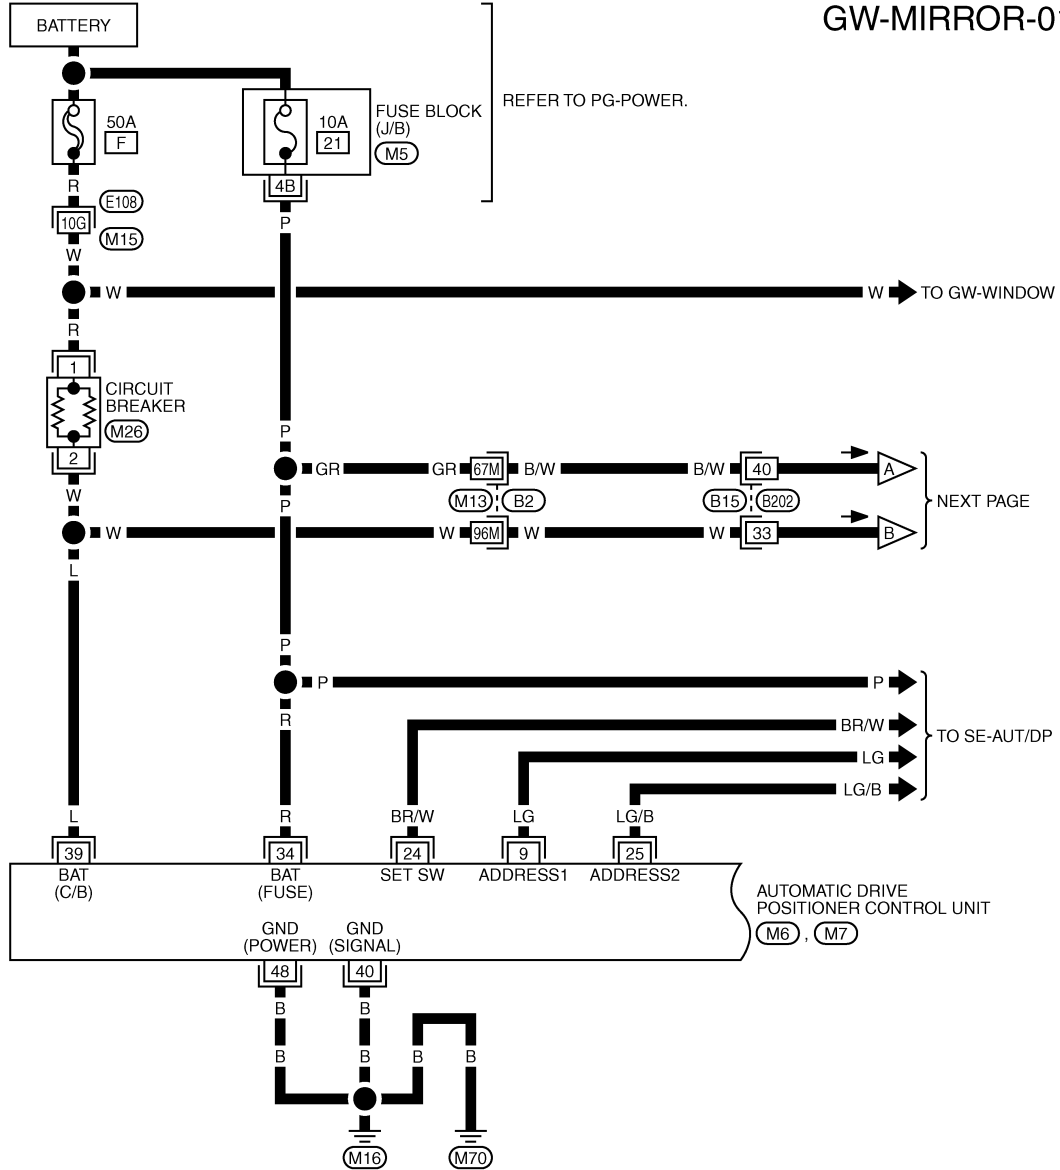 GW-MIRROR-01
BATTERY
REFER TO PG-POWER.
50A
F
10A
21
FUSE BLOCK
(J/B)
M5
R
4B
E108
10G
M15
P
W
W
W
TO GW-WINDOW
R
1
CIRCUIT
BREAKER
M26
2
P
GR
GR
67M
B/W
B/W
40
A
W
P
M13
B2
B15
B202
NEXT PAGE
W
W
96M
W
W
33
B
L
P
P
P
R
BR/W
TO SE-AUT/DP
LG
LG/B
L
R
BR/W
LG
LG/B
39
34
24
9
25
BAT
(C/B)
BAT
(FUSE)
SET SW
ADDRESS1
ADDRESS2
AUTOMATIC DRIVE
POSITIONER CONTROL UNIT
M6 , M7
GND
(POWER)
GND
(SIGNAL)
48
40
B
B
B
B
B
B
M16
M70